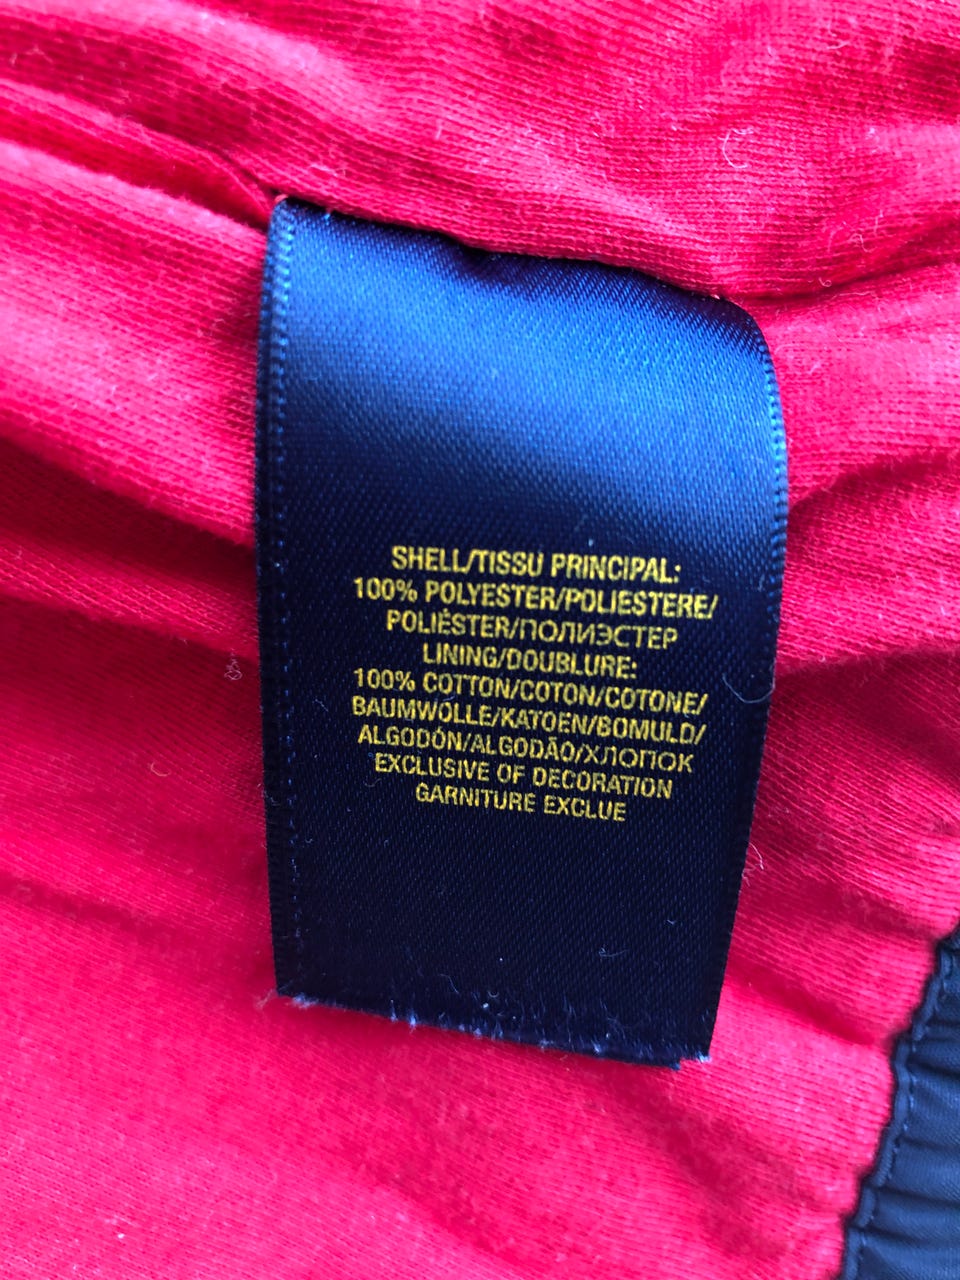 SHELL/TISSU PRINCIPAL:
100% POLYESTER/POLIESTERE/
POLIÉSTER/ПОЛИЭСТЕР
LINING/DOUBLURE:
100% COTTON/COTON/COTONE/
BAUMWOLLE/KATOEN/BOMULD/
ALGODÓN/ALGODÃO/ХЛОПОК
EXCLUSIVE OF DECORATION
GARNITURE EXCLUE